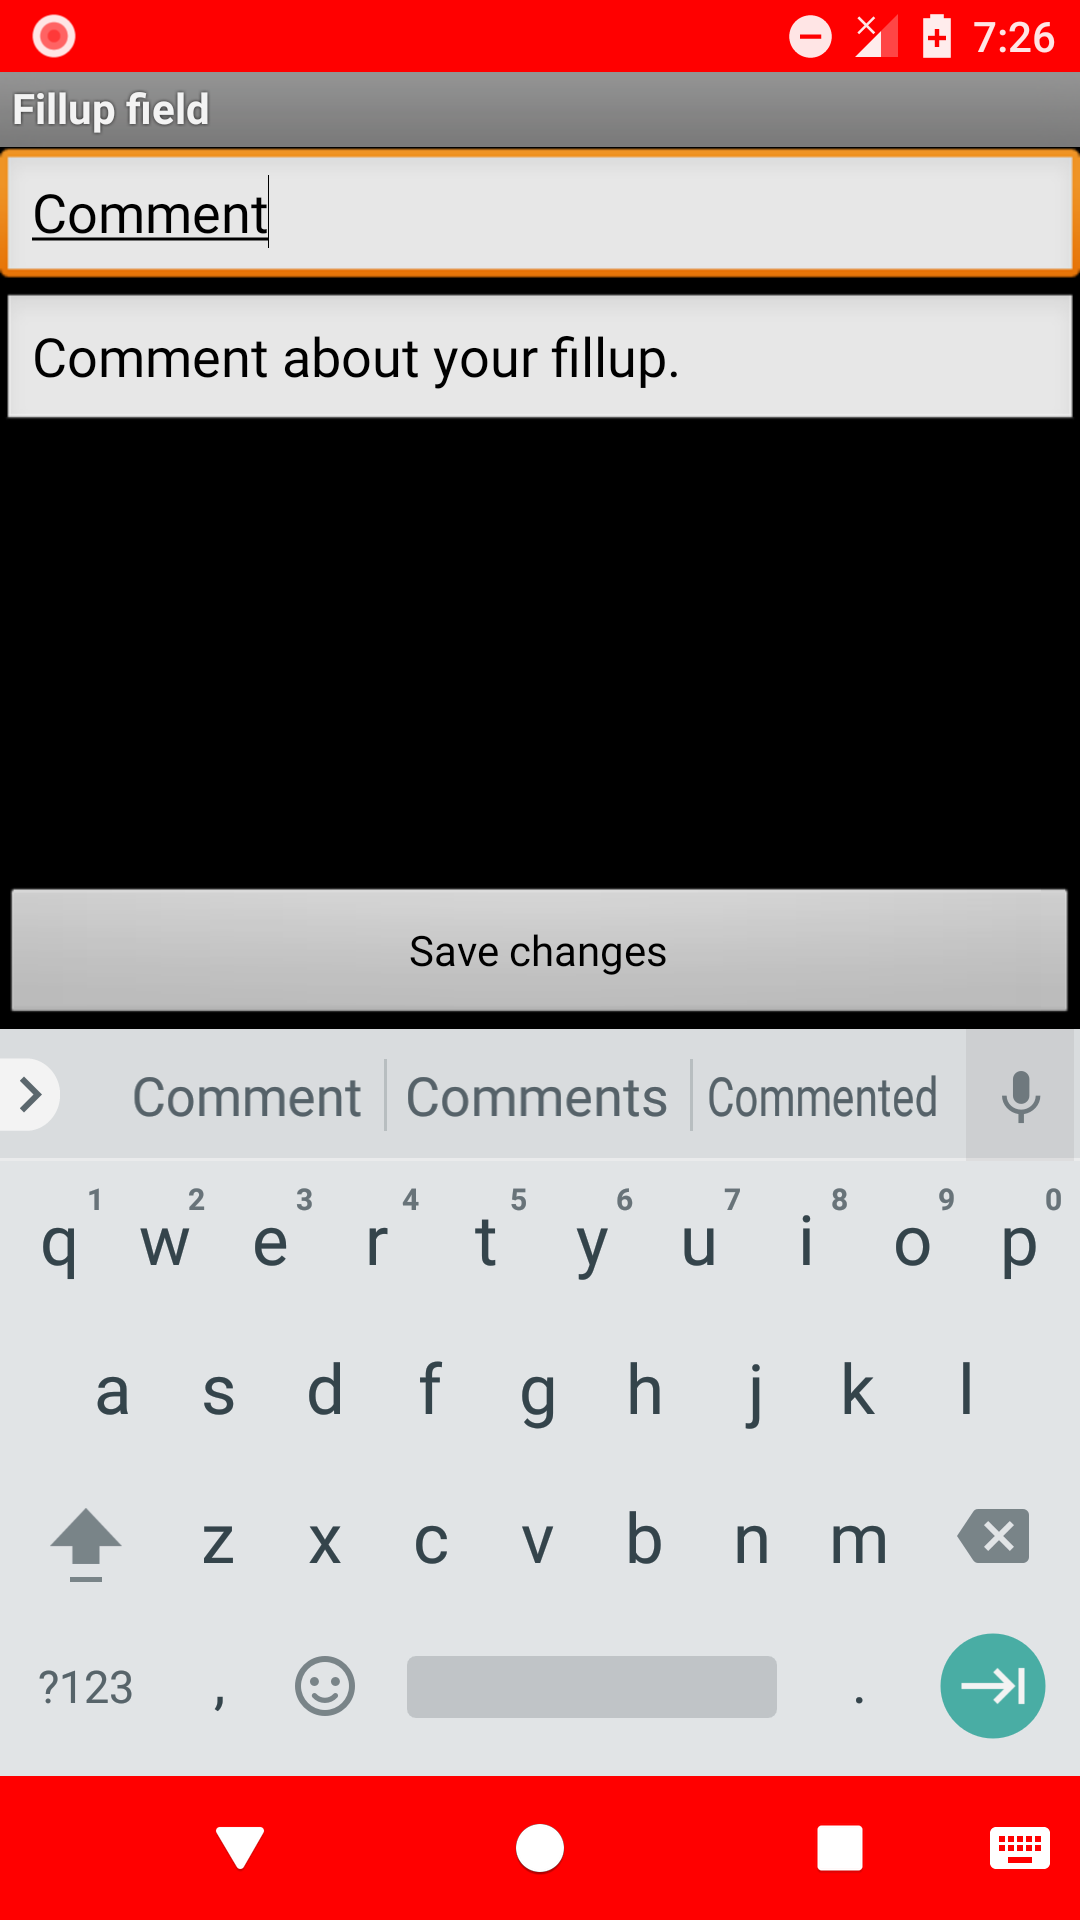 7:26
Fillup field
Comment
Comment about your fillup.
Save changes
Comment Comments Commented
1 2 3 4 5 6 7 8 9 0
q w e r t y u i o p
a s d f g h j k l
z x c v b n m
?123 , .